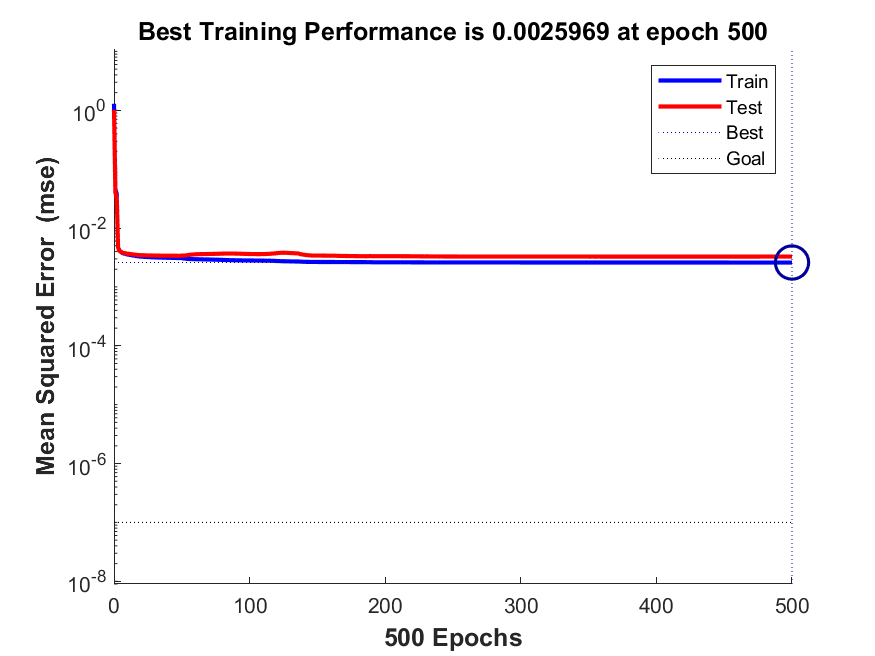 Best Training Performance is 0.0025969 at epoch 500
Train
Test
Best
Goal
Mean Squared Error  (mse)
10^0
10^-2
10^-4
10^-6
10^-8
0 100 200 300 400 500
500 Epochs